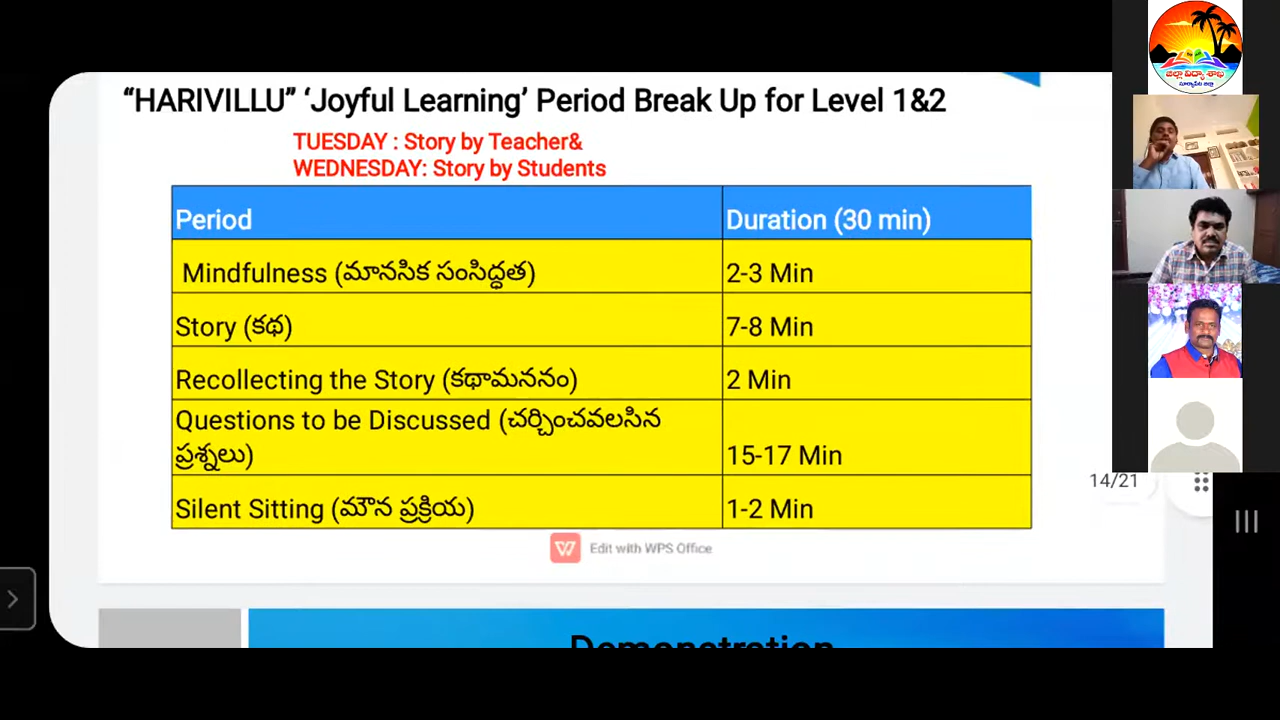 “HARIVILLU” ‘Joyful Learning’ Period Break Up for Level 1&2
TUESDAY : Story by Teacher&
WEDNESDAY: Story by Students
Period
Duration (30 min)
Mindfulness (మానసిక సంసిద్ధత)
2-3 Min
Story (కథ)
7-8 Min
Recollecting the Story (కథామననం)
2 Min
Questions to be Discussed (చర్చించవలసిన
ప్రశ్నలు)
15-17 Min
Silent Sitting (మౌన ప్రక్రియ)
1-2 Min
Edit with WPS Office
14/21
Demonstration
జిల్లా విద్యా శాఖ
సూర్యాపేట జిల్లా